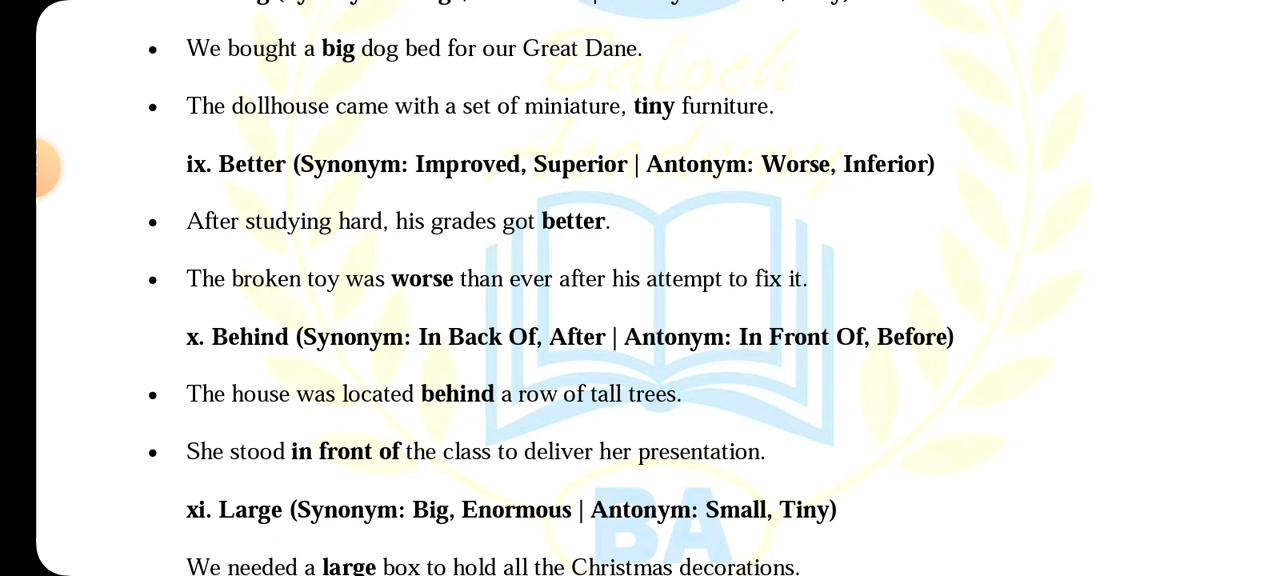 • We bought a big dog bed for our Great Dane.
• The dollhouse came with a set of miniature, tiny furniture.
ix. Better (Synonym: Improved, Superior | Antonym: Worse, Inferior)
• After studying hard, his grades got better.
• The broken toy was worse than ever after his attempt to fix it.
x. Behind (Synonym: In Back Of, After | Antonym: In Front Of, Before)
• The house was located behind a row of tall trees.
• She stood in front of the class to deliver her presentation.
xi. Large (Synonym: Big, Enormous | Antonym: Small, Tiny)
We needed a large box to hold all the Christmas decorations.
Baloch
Academy
BA